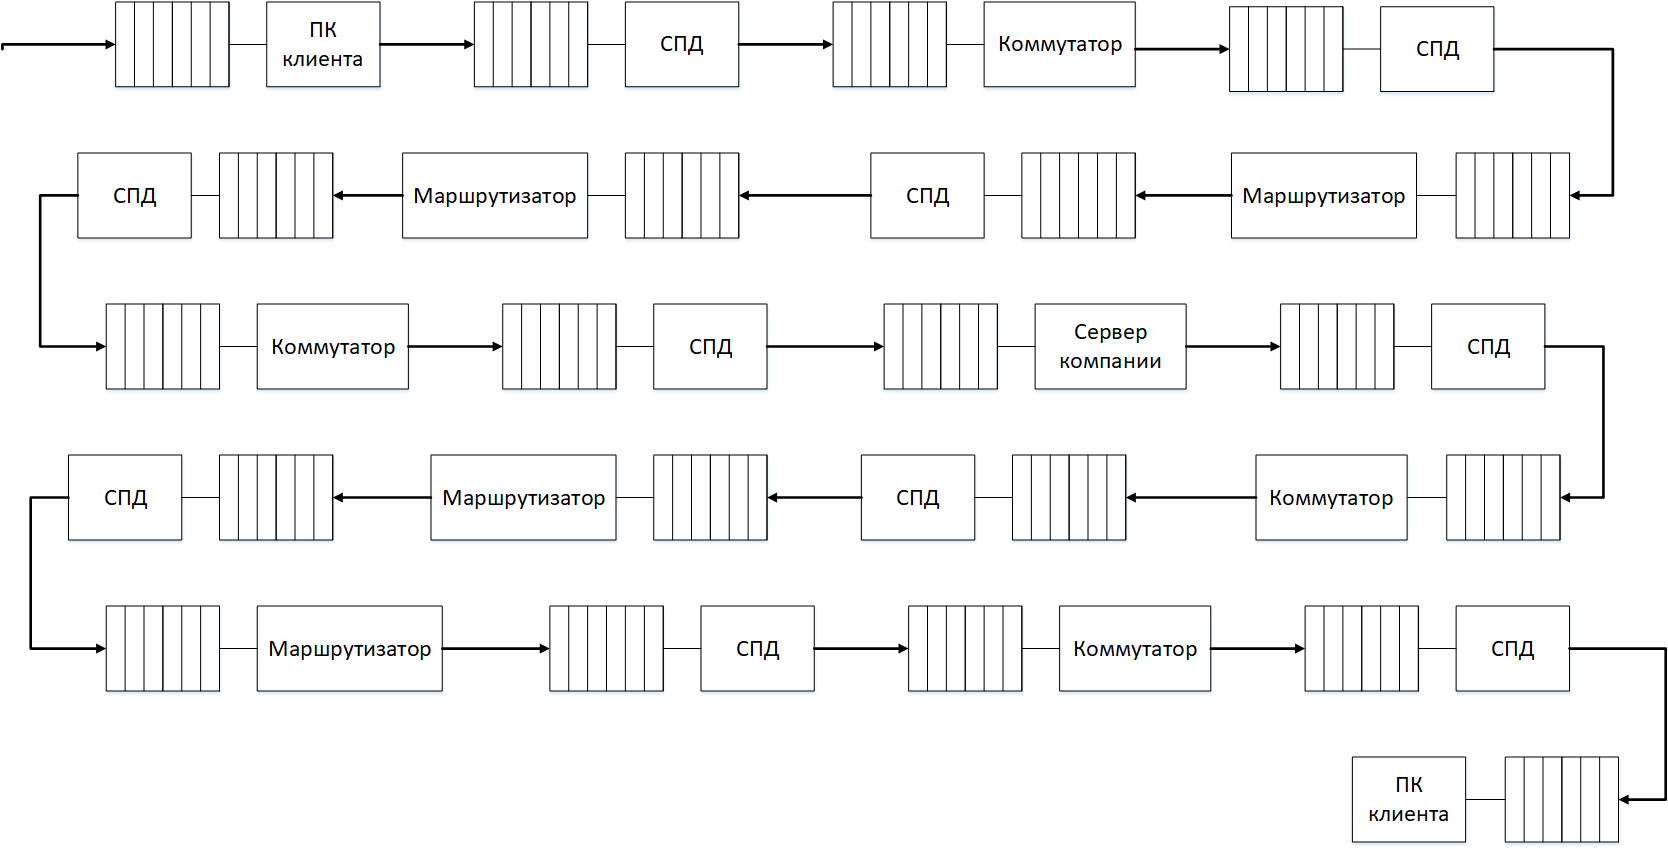 ПК
клиента
СПД
Коммутатор
СПД
СПД
Маршрутизатор
СПД
Маршрутизатор
Коммутатор
СПД
Сервер
компании
СПД
СПД
Маршрутизатор
СПД
Коммутатор
Маршрутизатор
СПД
Коммутатор
СПД
ПК
клиента